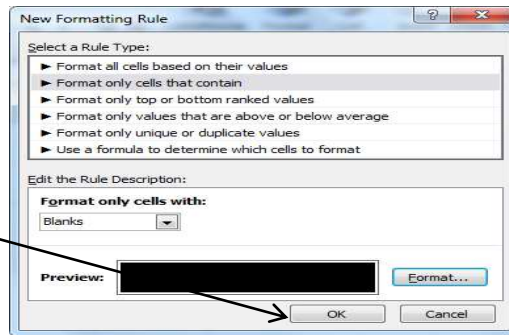 New Formatting Rule
Select a Rule Type:
► Format all cells based on their values
► Format only cells that contain
► Format only top or bottom ranked values
► Format only values that are above or below average
► Format only unique or duplicate values
► Use a formula to determine which cells to format
Edit the Rule Description:
Format only cells with:
Blanks
Preview:
Format...
OK
Cancel